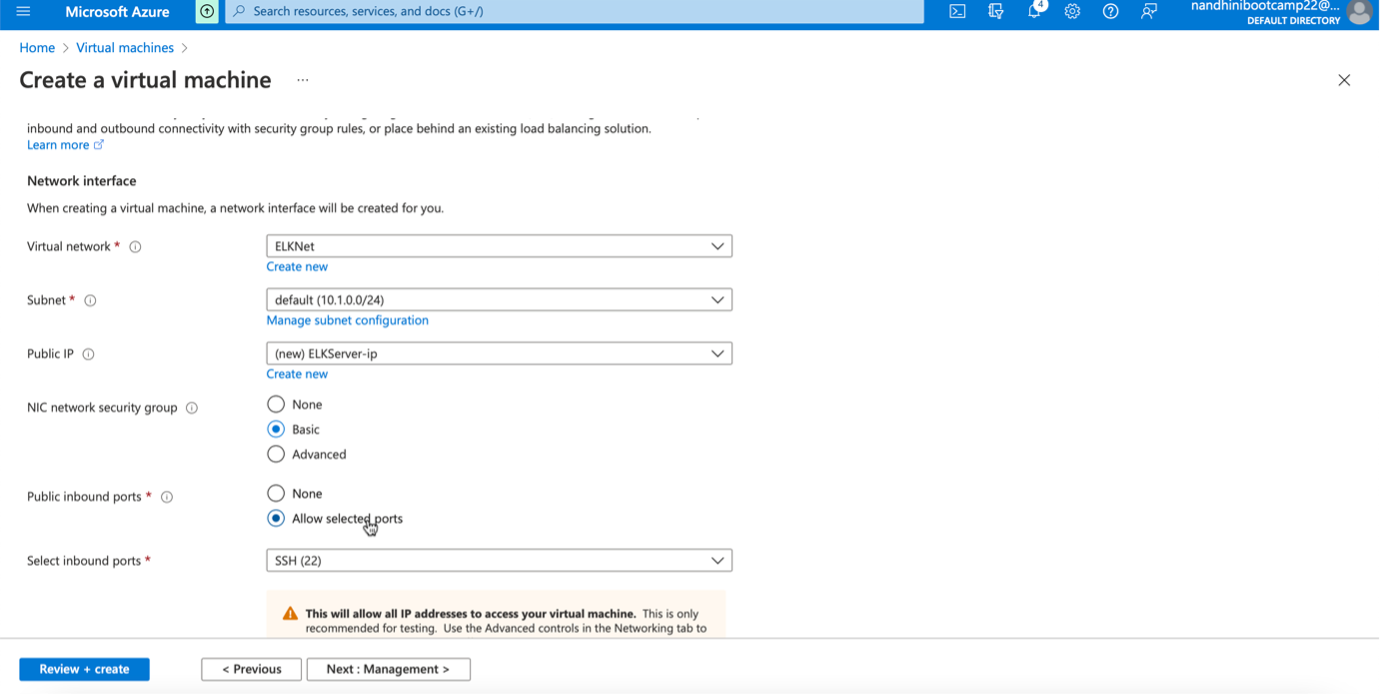 Microsoft Azure
Search resources, services, and docs (G+/)
4
nandhinibootcamp22@...
DEFAULT DIRECTORY
Home > Virtual machines >
Create a virtual machine ...
inbound and outbound connectivity with security group rules, or place behind an existing load balancing solution.
Learn more
Network interface
When creating a virtual machine, a network interface will be created for you.
Virtual network *
ELKNet
Create new
Subnet *
default (10.1.0.0/24)
Manage subnet configuration
Public IP
(new) ELKServer-ip
Create new
NIC network security group
None
Basic
Advanced
Public inbound ports *
None
Allow selected ports
Select inbound ports *
SSH (22)
This will allow all IP addresses to access your virtual machine. This is only
recommended for testing. Use the Advanced controls in the Networking tab to
Review + create
< Previous
Next : Management >